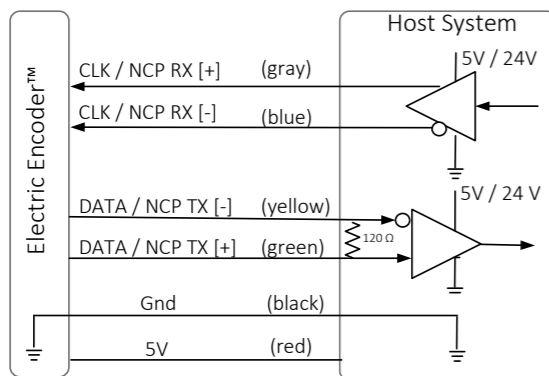 Host System
5V / 24V
CLK / NCP RX [+] (gray)
CLK / NCP RX [-] (blue)
Electric Encoder™
5V / 24 V
DATA / NCP TX [-] (yellow)
120 Ω
DATA / NCP TX [+] (green)
Gnd (black)
5V (red)